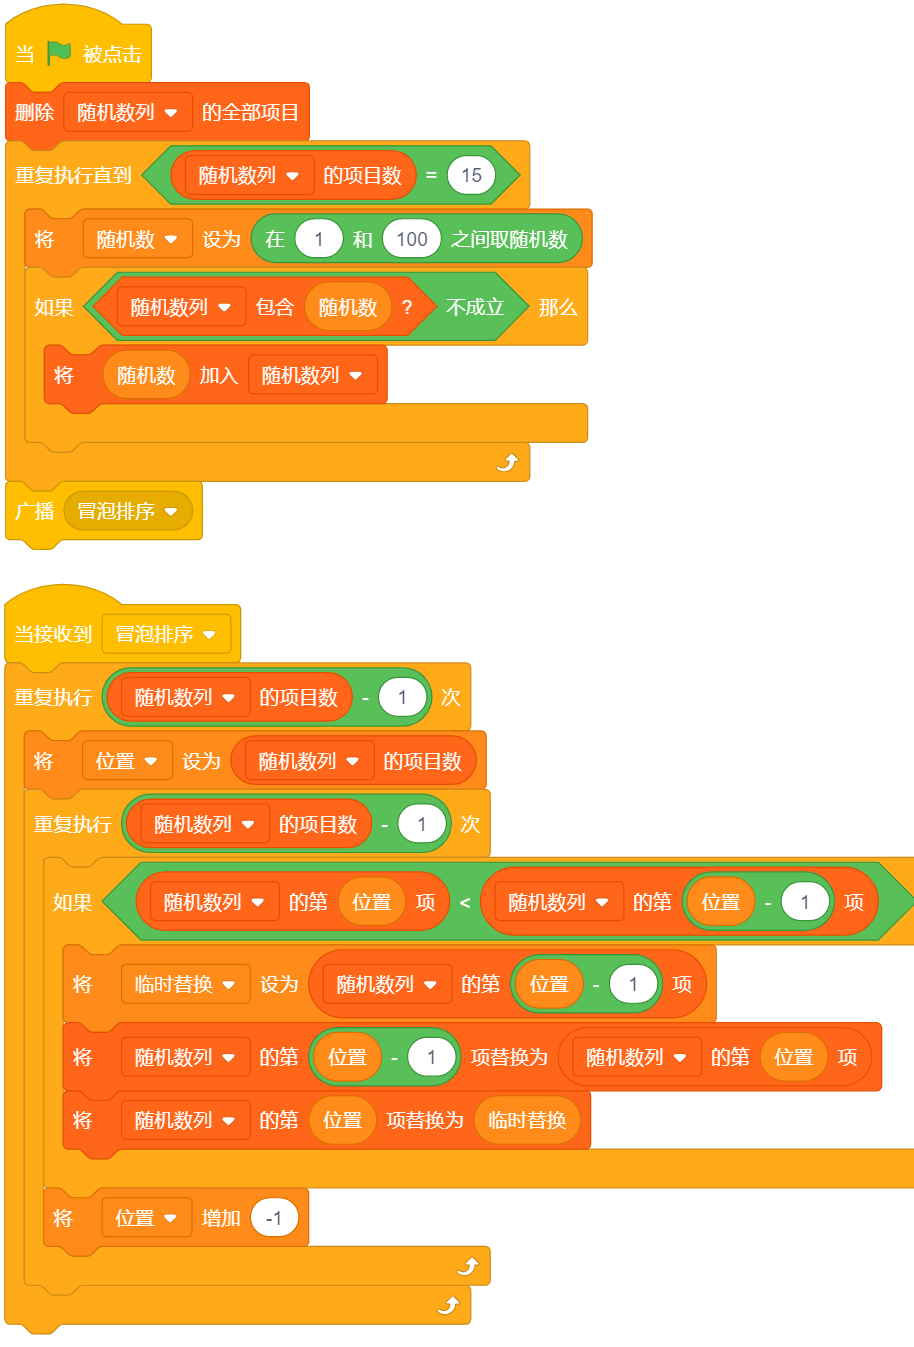 当 被点击
删除 随机数列 的全部项目
重复执行直到 随机数列 的项目数 = 15
将 随机数 设为 在 1 和 100 之间取随机数
如果 随机数列 包含 随机数 ? 不成立 那么
将 随机数 加入 随机数列
广播 冒泡排序
当接收到 冒泡排序
重复执行 随机数列 的项目数 - 1 次
将 位置 设为 随机数列 的项目数
重复执行 随机数列 的项目数 - 1 次
如果 随机数列 的第 位置 项 < 随机数列 的第 位置 - 1 项
将 临时替换 设为 随机数列 的第 位置 - 1 项
将 随机数列 的第 位置 - 1 项替换为 随机数列 的第 位置 项
将 随机数列 的第 位置 项替换为 临时替换
将 位置 增加 -1